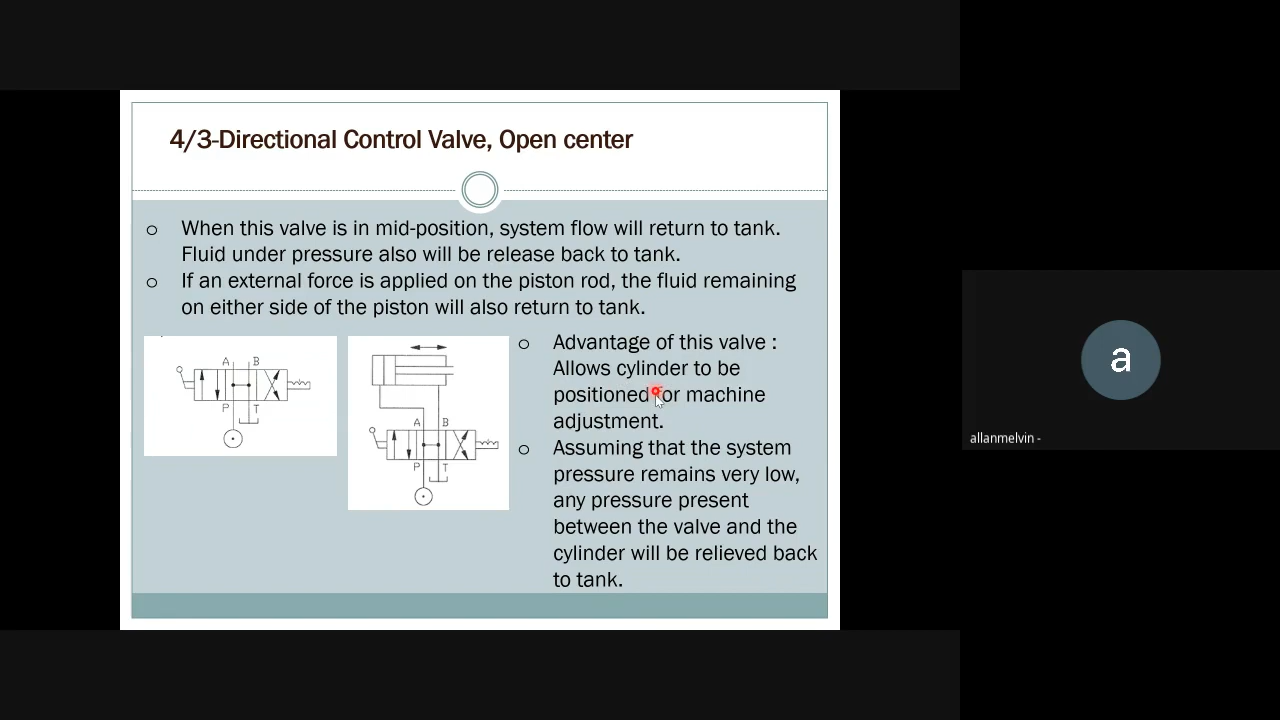 4/3-Directional Control Valve, Open center
o When this valve is in mid-position, system flow will return to tank.
Fluid under pressure also will be release back to tank.
o If an external force is applied on the piston rod, the fluid remaining
on either side of the piston will also return to tank.
A B
P T
A B
P T
o Advantage of this valve :
Allows cylinder to be
positioned for machine
adjustment.
o Assuming that the system
pressure remains very low,
any pressure present
between the valve and the
cylinder will be relieved back
to tank.
a
allanmelvin -